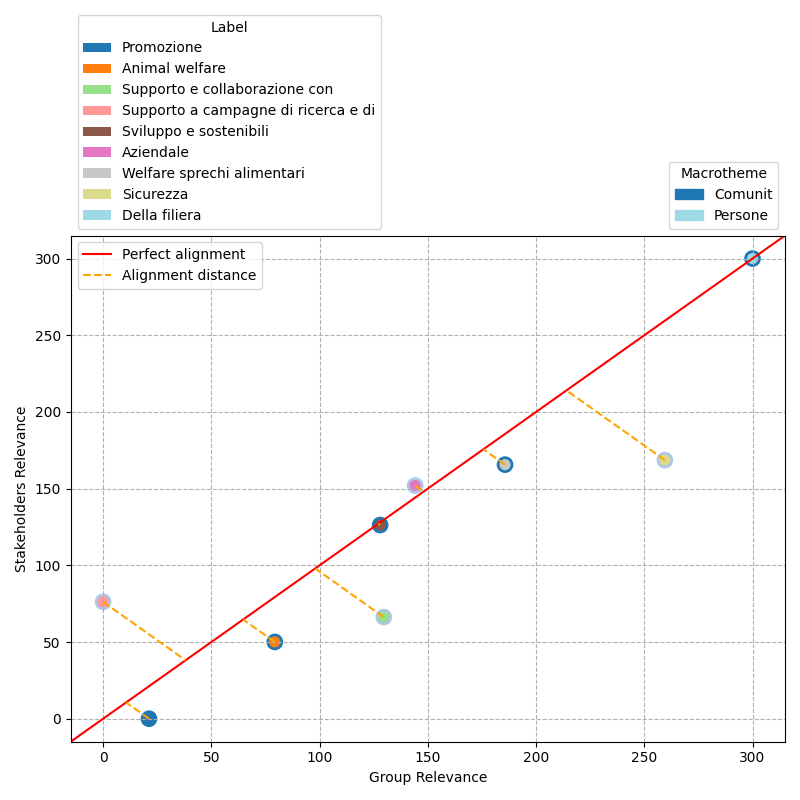 Label
Promozione
Animal welfare
Supporto e collaborazione con
Supporto a campagne di ricerca e di
Sviluppo e sostenibili
Aziendale
Welfare sprechi alimentari
Sicurezza
Della filiera
Macrotheme
Comunit
Persone
Perfect alignment
Alignment distance
300
250
200
150
100
50
0
Stakeholders Relevance
0 50 100 150 200 250 300
Group Relevance